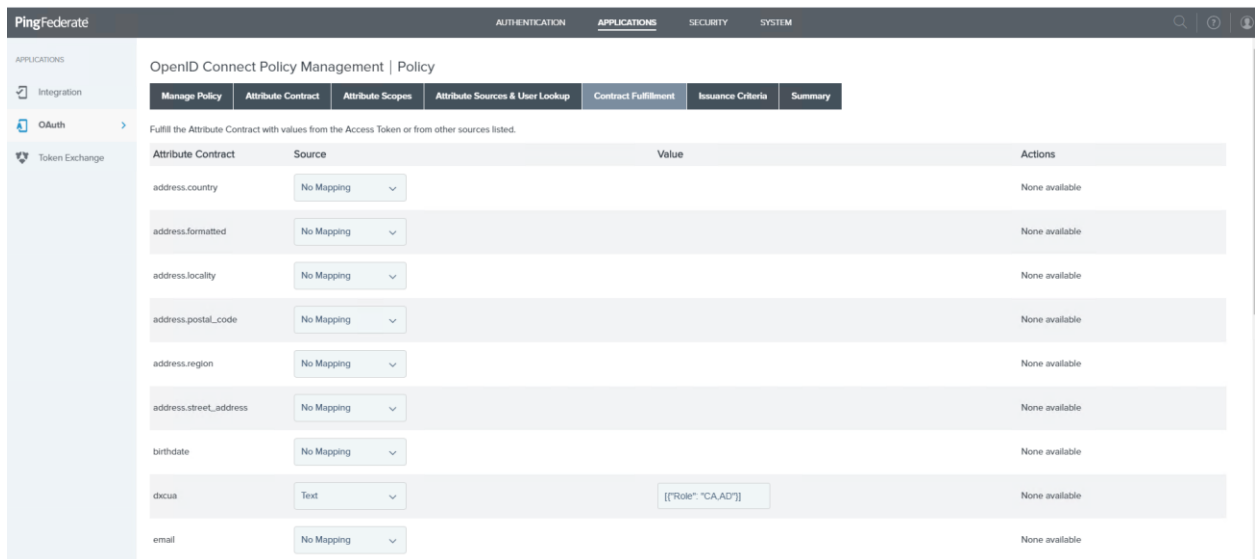 PingFederate
AUTHENTICATION APPLICATIONS SECURITY SYSTEM
APPLICATIONS
Integration
OAuth
Token Exchange
OpenID Connect Policy Management | Policy
Manage Policy Attribute Contract Attribute Scopes Attribute Sources & User Lookup Contract Fulfillment Issuance Criteria Summary
Fulfill the Attribute Contract with values from the Access Token or from other sources listed.
Attribute Contract Source Value Actions
address.country No Mapping None available
address.formatted No Mapping None available
address.locality No Mapping None available
address.postal_code No Mapping None available
address.region No Mapping None available
address.street_address No Mapping None available
birthdate No Mapping None available
dxcua Text [{"Role": "CA,AD"}] None available
email No Mapping None available